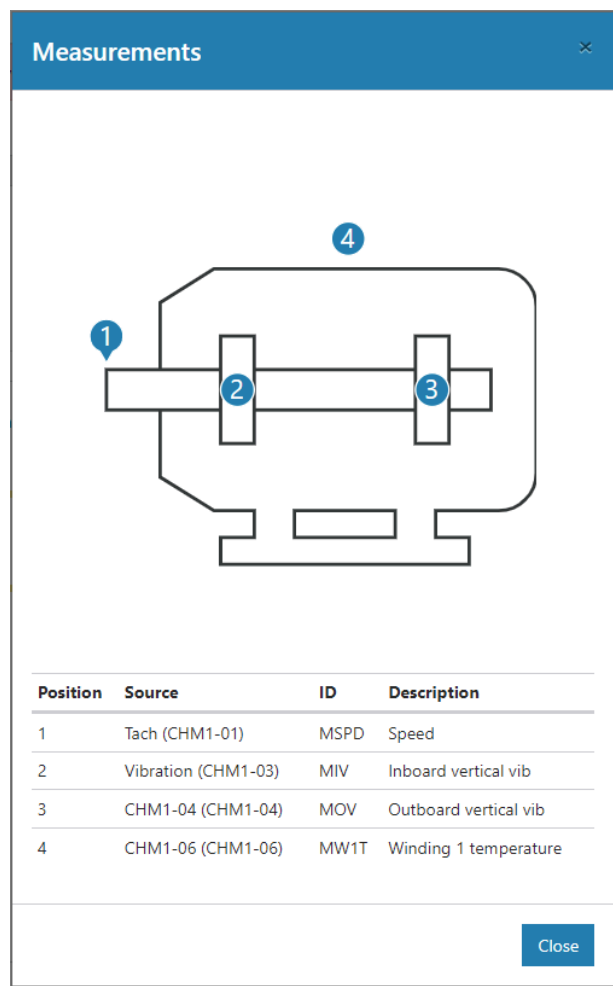 Measurements ×
4
1
2 3
Position Source ID Description
1 Tach (CHM1-01) MSPD Speed
2 Vibration (CHM1-03) MIV Inboard vertical vib
3 CHM1-04 (CHM1-04) MOV Outboard vertical vib
4 CHM1-06 (CHM1-06) MW1T Winding 1 temperature
Close